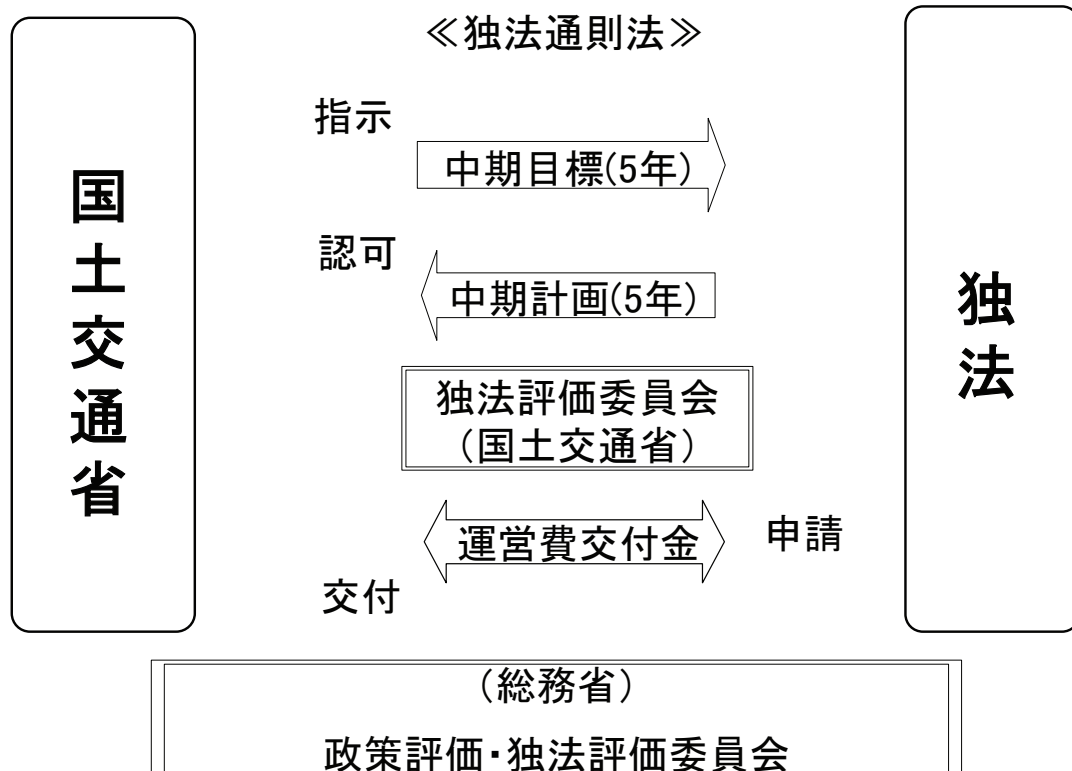 ≪独法通則法≫
国土交通省
指示
中期目標(5年)
認可
中期計画(5年)
独法評価委員会
(国土交通省)
運営費交付金
申請
交付
独法
(総務省)
政策評価・独法評価委員会